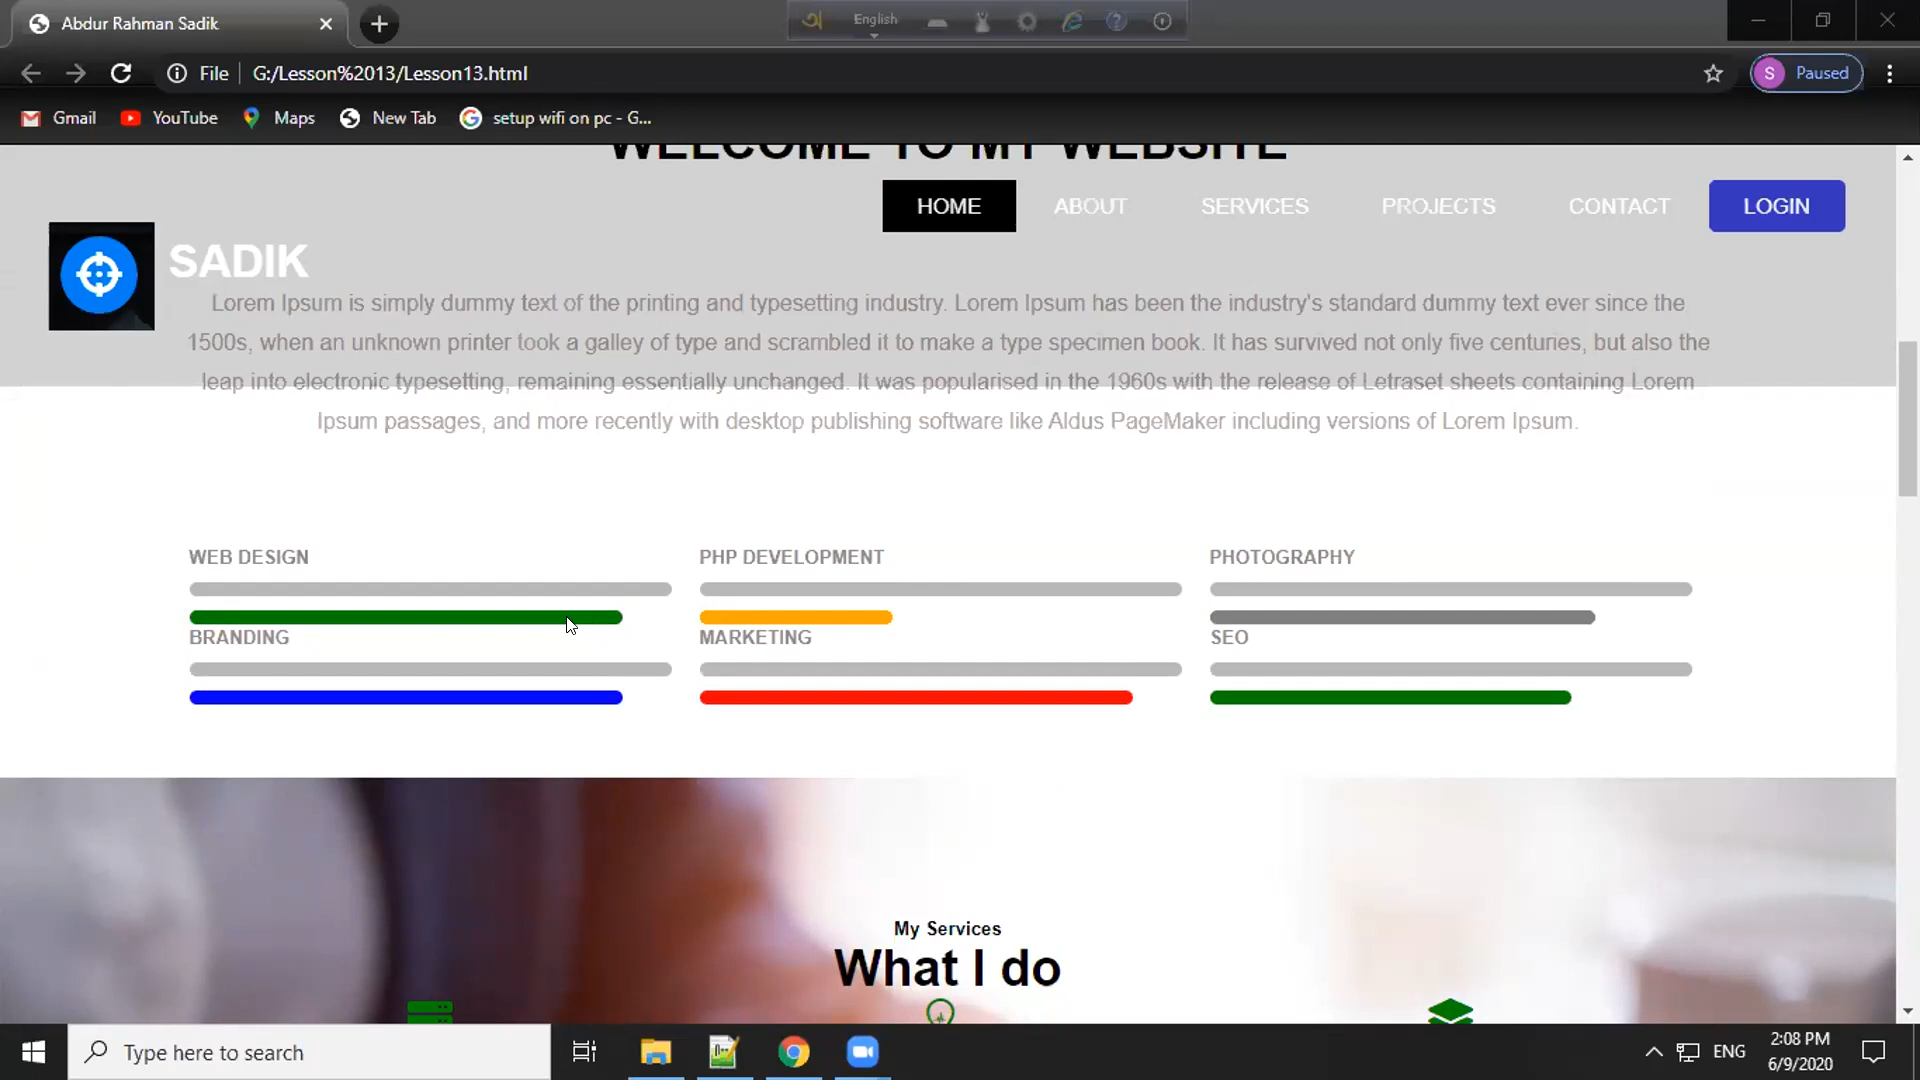 Abdur Rahman Sadik
English
File
G:/Lesson%2013/Lesson13.html
S
Paused
Gmail
YouTube
Maps
New Tab
setup wifi on pc - G...
WELCOME TO MY WEBSITE
HOME
ABOUT
SERVICES
PROJECTS
CONTACT
LOGIN
SADIK
Lorem Ipsum is simply dummy text of the printing and typesetting industry. Lorem Ipsum has been the industry's standard dummy text ever since the
1500s, when an unknown printer took a galley of type and scrambled it to make a type specimen book. It has survived not only five centuries, but also the
leap into electronic typesetting, remaining essentially unchanged. It was popularised in the 1960s with the release of Letraset sheets containing Lorem
Ipsum passages, and more recently with desktop publishing software like Aldus PageMaker including versions of Lorem Ipsum.
WEB DESIGN
PHP DEVELOPMENT
PHOTOGRAPHY
BRANDING
MARKETING
SEO
My Services
What I do
Type here to search
ENG
2:08 PM
6/9/2020